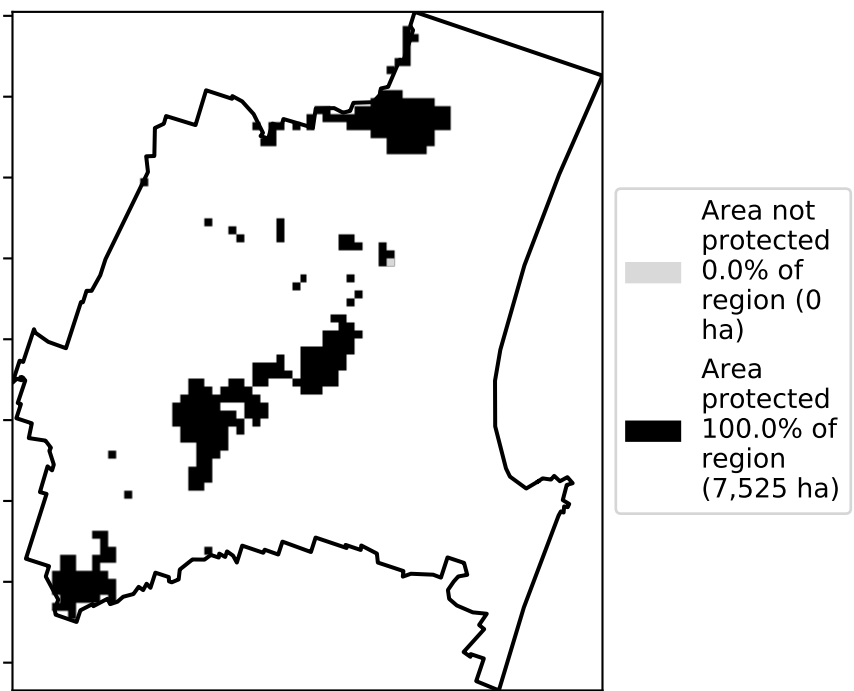 Area not
protected
0.0% of
region (0
ha)
Area
protected
100.0% of
region
(7,525 ha)